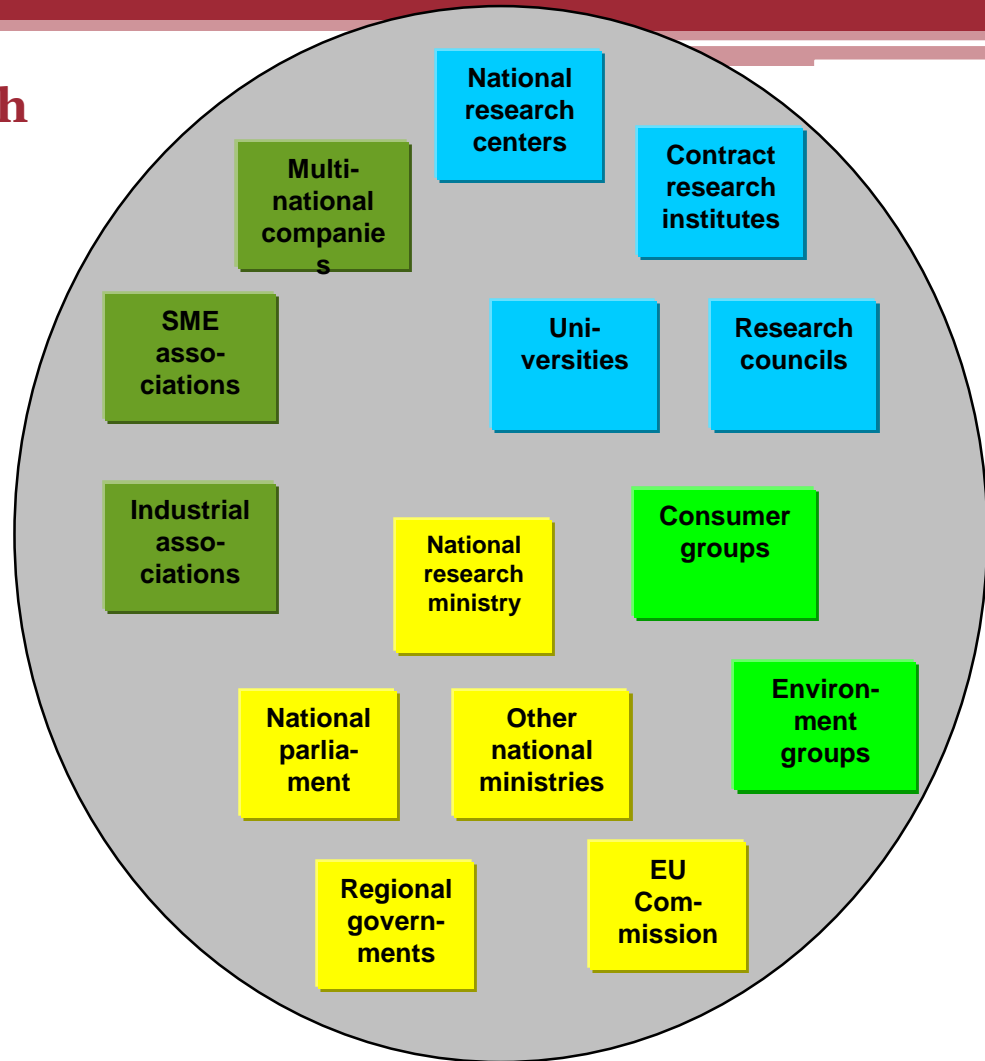 h
National
research
centers
Contract
research
institutes
Multi-
national
companie
s
SME
asso-
ciations
Uni-
versities
Research
councils
Industrial
asso-
ciations
National
research
ministry
Consumer
groups
National
parlia-
ment
Other
national
ministries
Environ-
ment
groups
Regional
govern-
ments
EU
Com-
mission